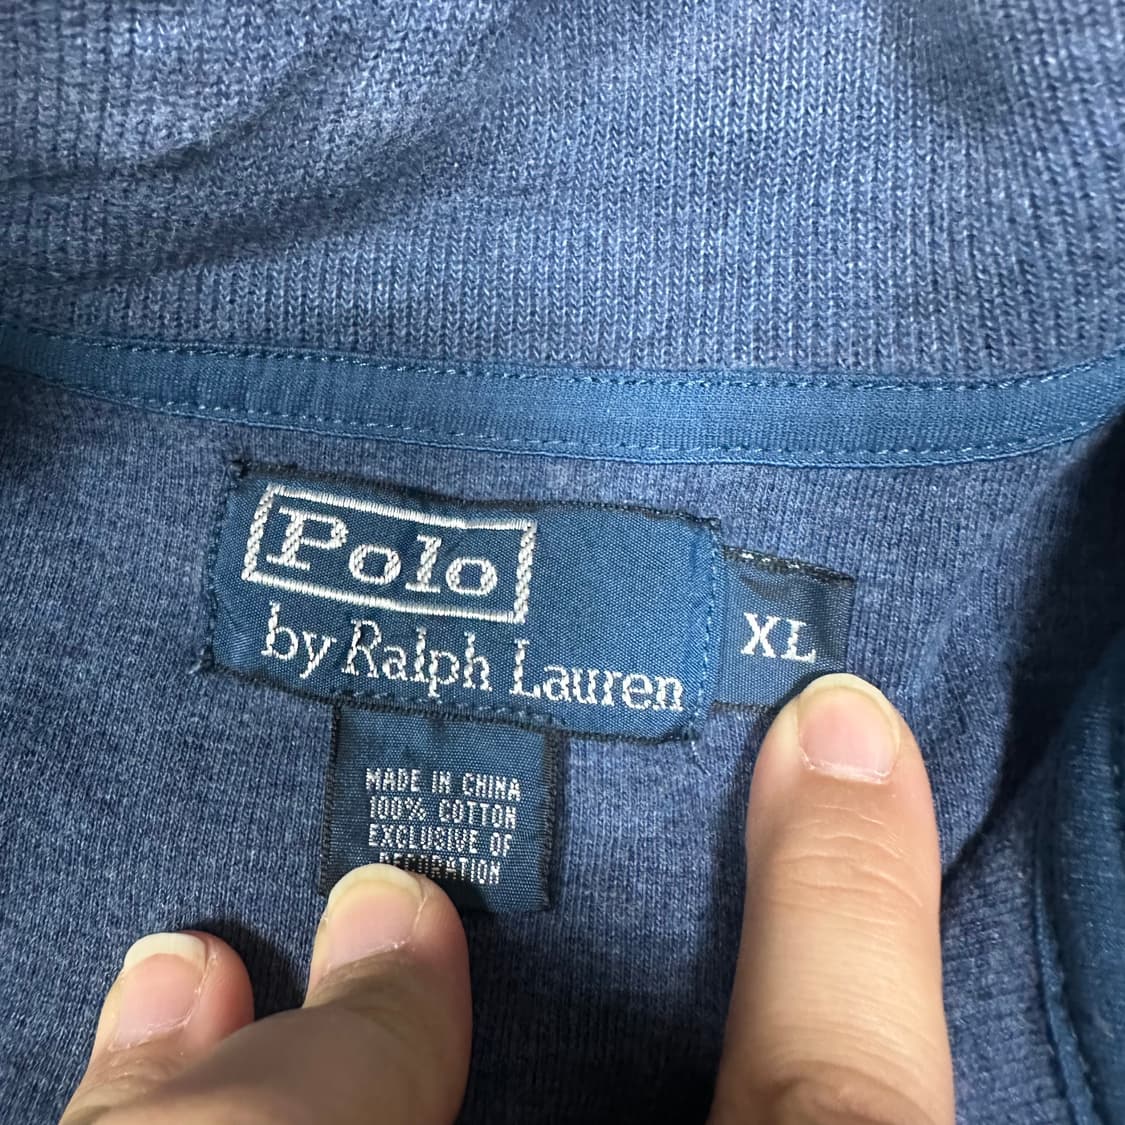 Polo
by Ralph Lauren
XL
MADE IN CHINA
100% COTTON
EXCLUSIVE OF
DECORATION